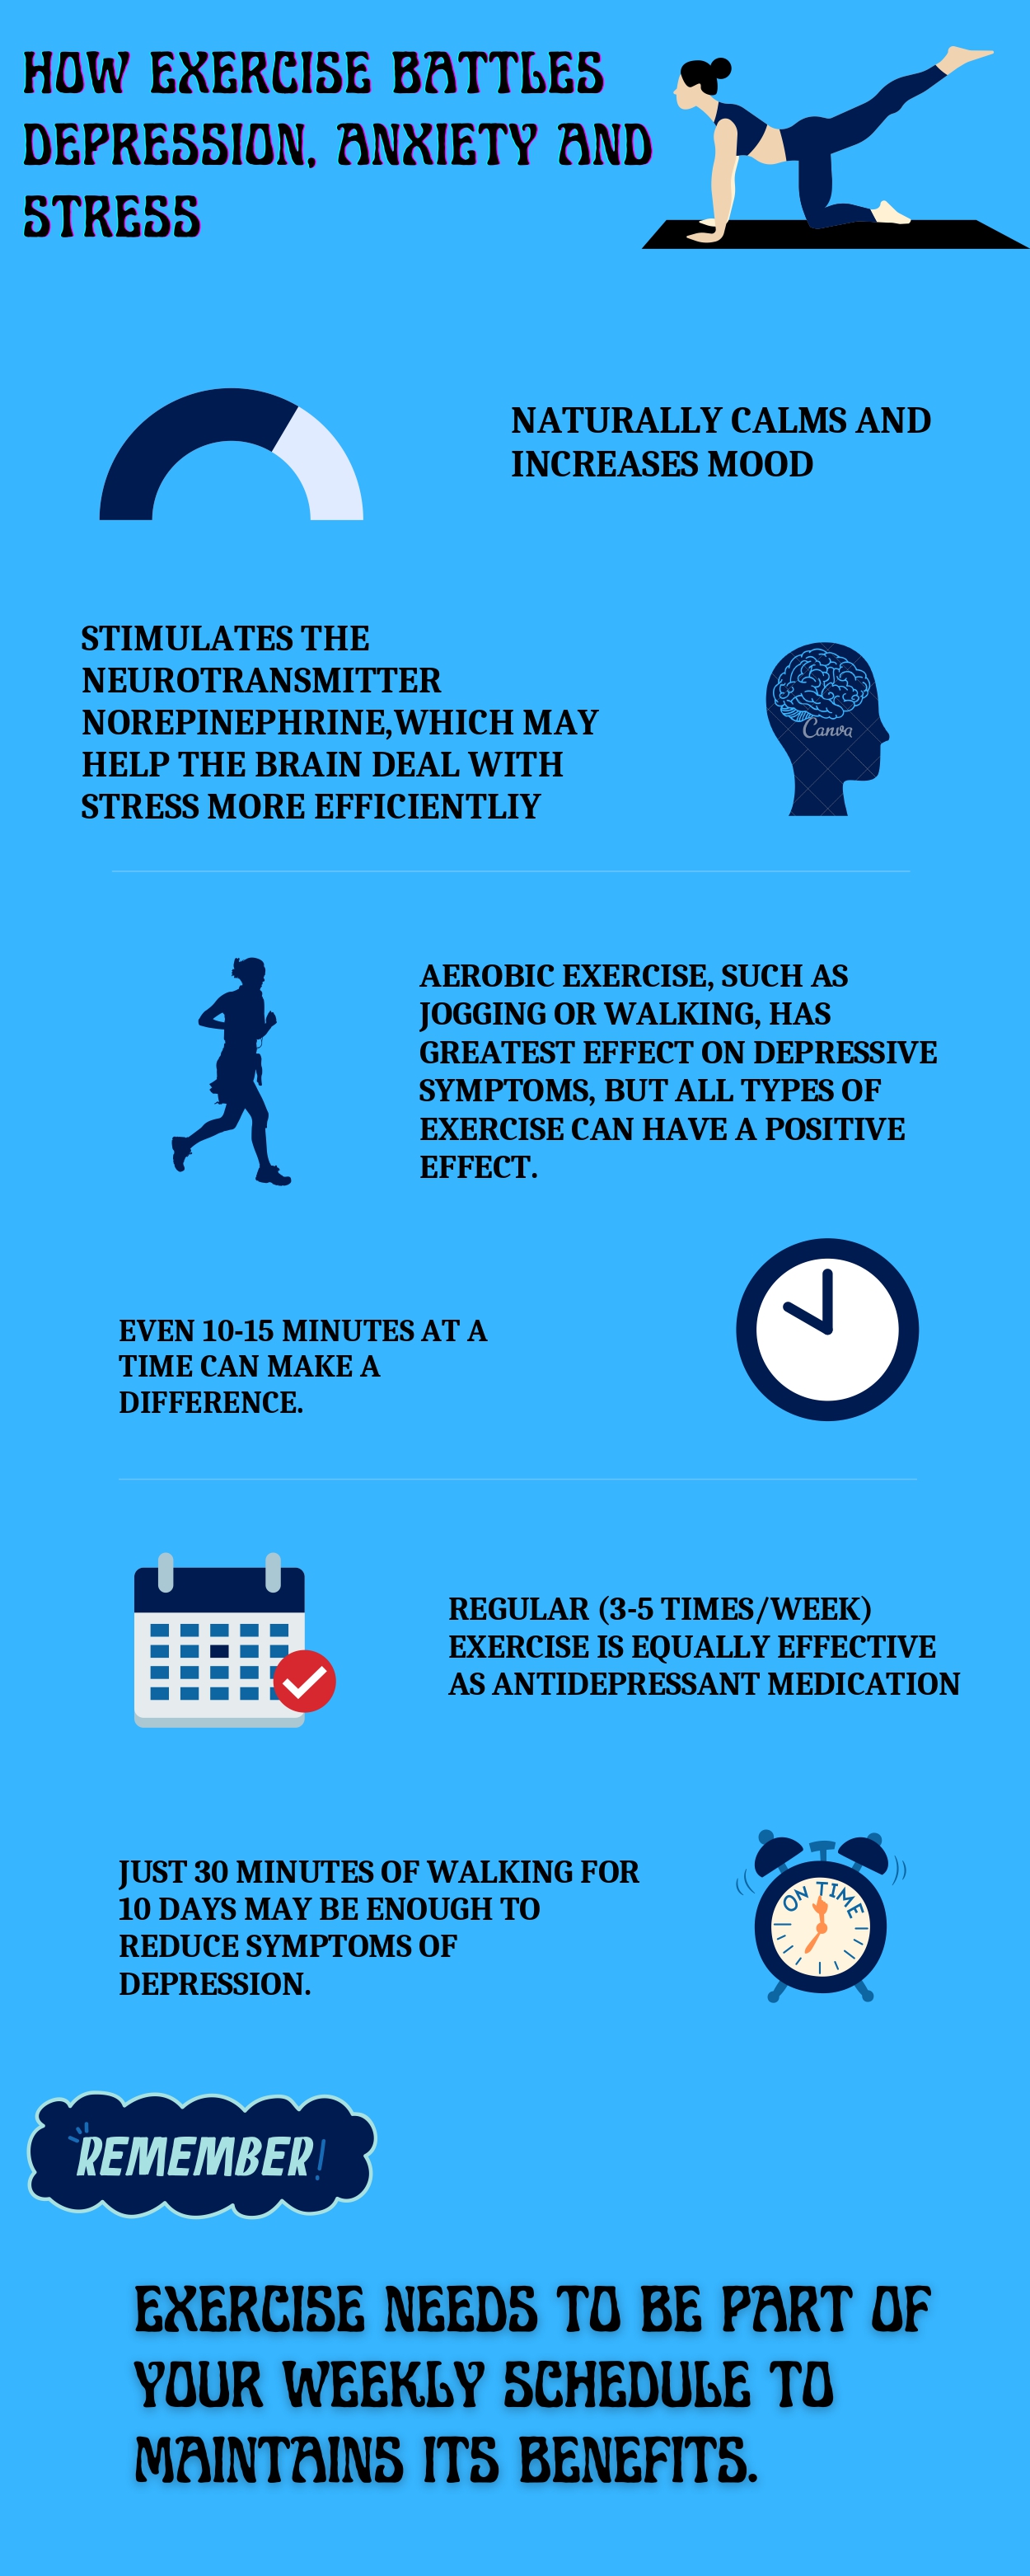 HOW EXERCISE BATTLES
DEPRESSION, ANXIETY AND
STRESS
NATURALLY CALMS AND
INCREASES MOOD
STIMULATES THE
NEUROTRANSMITTER
NOREPINEPHRINE,WHICH MAY
HELP THE BRAIN DEAL WITH
STRESS MORE EFFICIENTLIY
Canva
AEROBIC EXERCISE, SUCH AS
JOGGING OR WALKING, HAS
GREATEST EFFECT ON DEPRESSIVE
SYMPTOMS, BUT ALL TYPES OF
EXERCISE CAN HAVE A POSITIVE
EFFECT.
EVEN 10-15 MINUTES AT A
TIME CAN MAKE A
DIFFERENCE.
REGULAR (3-5 TIMES/WEEK)
EXERCISE IS EQUALLY EFFECTIVE
AS ANTIDEPRESSANT MEDICATION
JUST 30 MINUTES OF WALKING FOR
10 DAYS MAY BE ENOUGH TO
REDUCE SYMPTOMS OF
DEPRESSION.
ON TIME
REMEMBER!
EXERCISE NEEDS TO BE PART OF
YOUR WEEKLY SCHEDULE TO
MAINTAINS ITS BENEFITS.